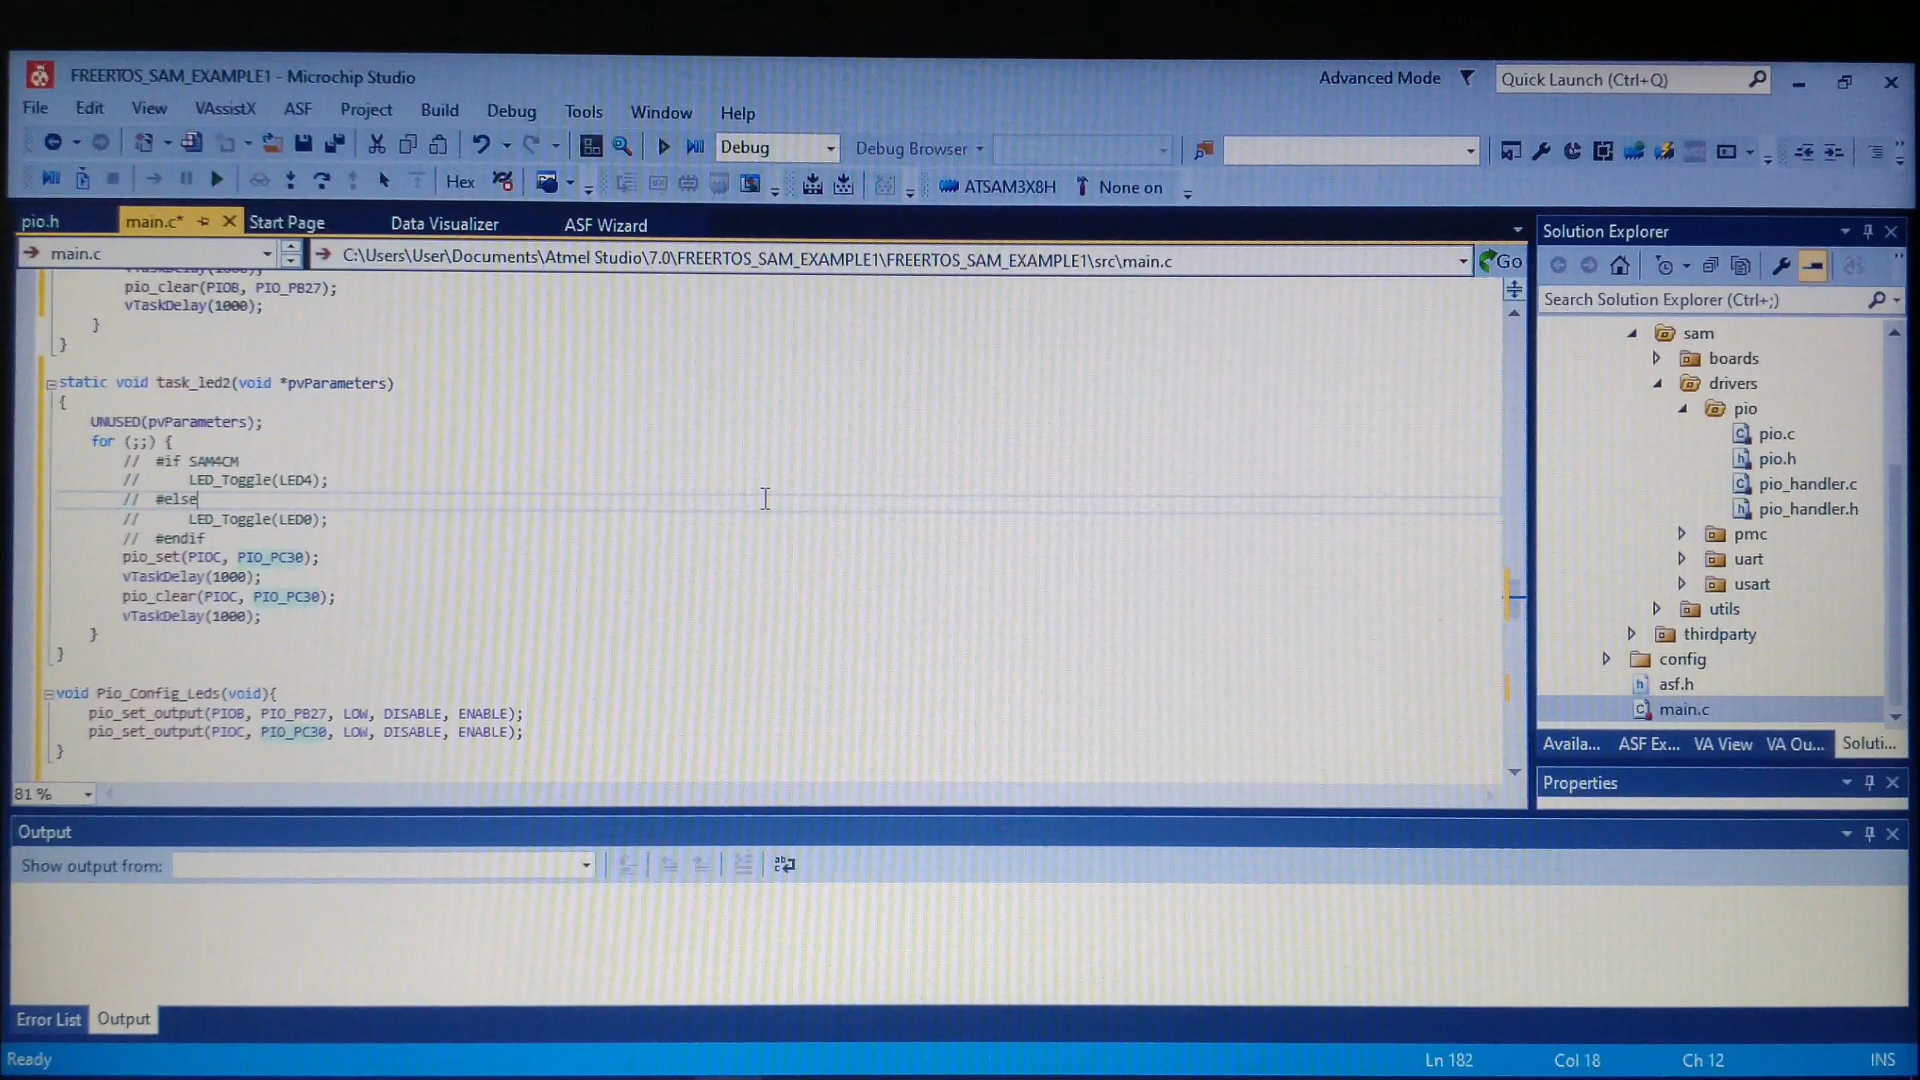 FREERTOS_SAM_EXAMPLE1 - Microchip Studio
Advanced Mode
Quick Launch (Ctrl+Q)
File Edit View VAssistX ASF Project Build Debug Tools Window Help
Debug
Debug Browser
Hex
ATSAM3X8H
None on
pio.h
main.c*
Start Page
Data Visualizer
ASF Wizard
main.c
C:\Users\User\Documents\Atmel Studio\7.0\FREERTOS_SAM_EXAMPLE1\FREERTOS_SAM_EXAMPLE1\src\main.c
Go
vTaskDelay(1000);
pio_clear(PIOB, PIO_PB27);
vTaskDelay(1000);
}
}
static void task_led2(void *pvParameters)
{
UNUSED(pvParameters);
for (;;) {
// #if SAM4CM
// LED_Toggle(LED4);
// #else
// LED_Toggle(LED0);
// #endif
pio_set(PIOC, PIO_PC30);
vTaskDelay(1000);
pio_clear(PIOC, PIO_PC30);
vTaskDelay(1000);
}
}
void Pio_Config_Leds(void){
pio_set_output(PIOB, PIO_PB27, LOW, DISABLE, ENABLE);
pio_set_output(PIOC, PIO_PC30, LOW, DISABLE, ENABLE);
}
81 %
Solution Explorer
Search Solution Explorer (Ctrl+;)
sam
boards
drivers
pio
pio.c
pio.h
pio_handler.c
pio_handler.h
pmc
uart
usart
utils
thirdparty
config
asf.h
main.c
Availa... ASF Ex... VA View VA Ou... Soluti...
Properties
Output
Show output from:
Error List
Output
Ready
Ln 182
Col 18
Ch 12
INS